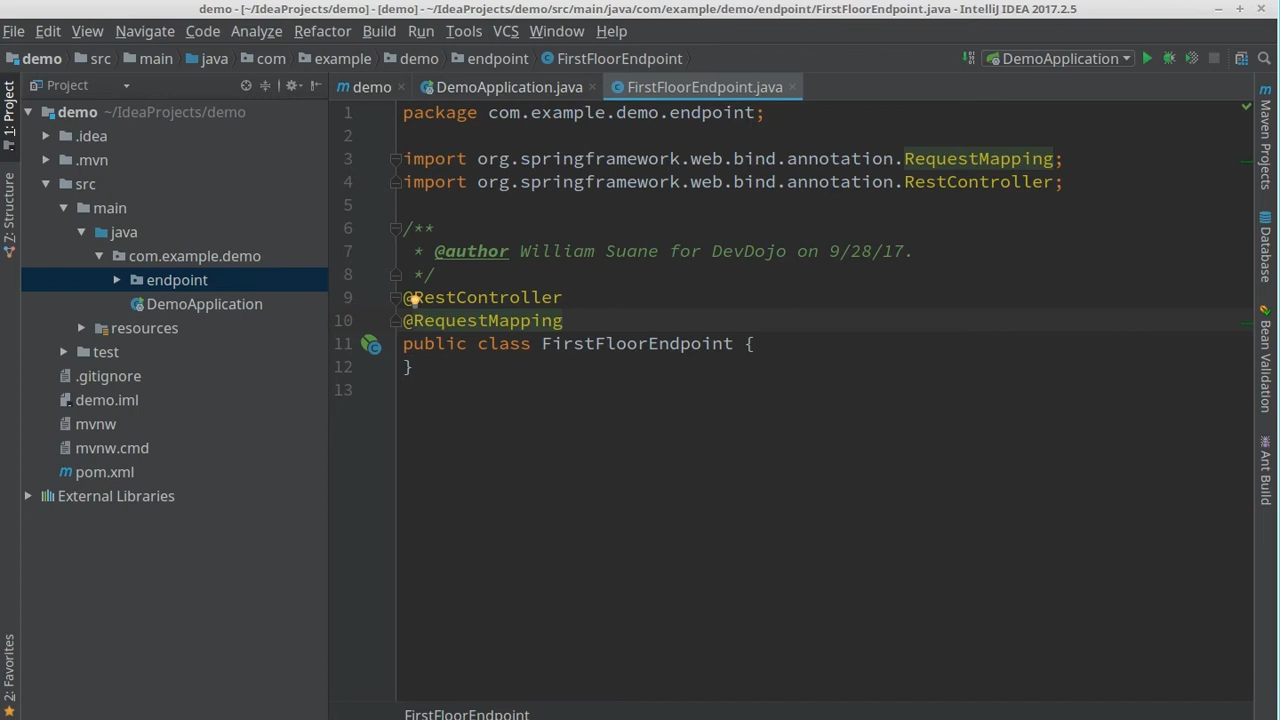 demo - [~/IdeaProjects/demo] - [demo] - ~/IdeaProjects/demo/src/main/java/com/example/demo/endpoint/FirstFloorEndpoint.java - IntelliJ IDEA 2017.2.5
File Edit View Navigate Code Analyze Refactor Build Run Tools VCS Window Help
demo src main java com example demo endpoint FirstFloorEndpoint DemoApplication
Project
demo DemoApplication.java FirstFloorEndpoint.java
1: Project
Z: Structure
2: Favorites
demo ~/IdeaProjects/demo
.idea
.mvn
src
main
java
com.example.demo
endpoint
DemoApplication
resources
test
.gitignore
demo.iml
mvnw
mvnw.cmd
pom.xml
External Libraries
1 package com.example.demo.endpoint;
2
3 import org.springframework.web.bind.annotation.RequestMapping;
4 import org.springframework.web.bind.annotation.RestController;
5
6 /**
7 * @author William Suane for DevDojo on 9/28/17.
8 */
9 @RestController
10 @RequestMapping
11 public class FirstFloorEndpoint {
12 }
13
FirstFloorEndpoint
Maven Projects
Database
Bean Validation
Ant Build